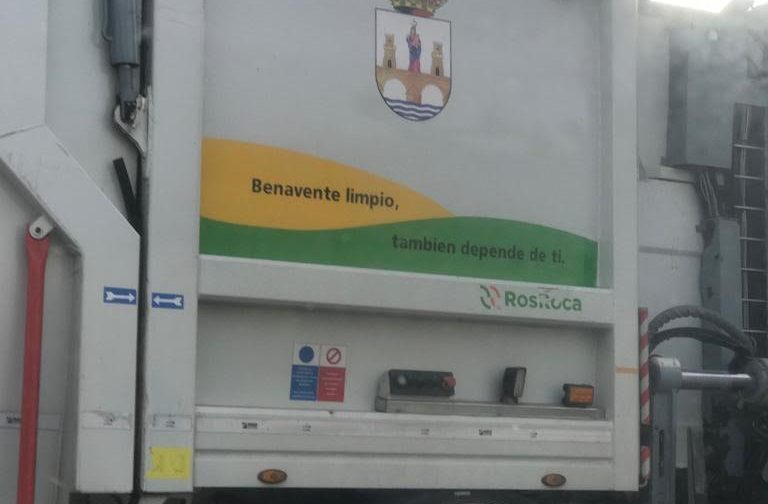 Benavente limpio,
tambien depende de ti.
RosRoca